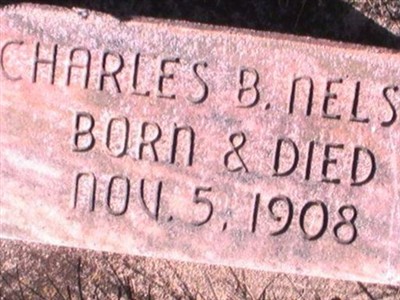 CHARLES B. NELS
BORN & DIED
NOV. 5, 1908